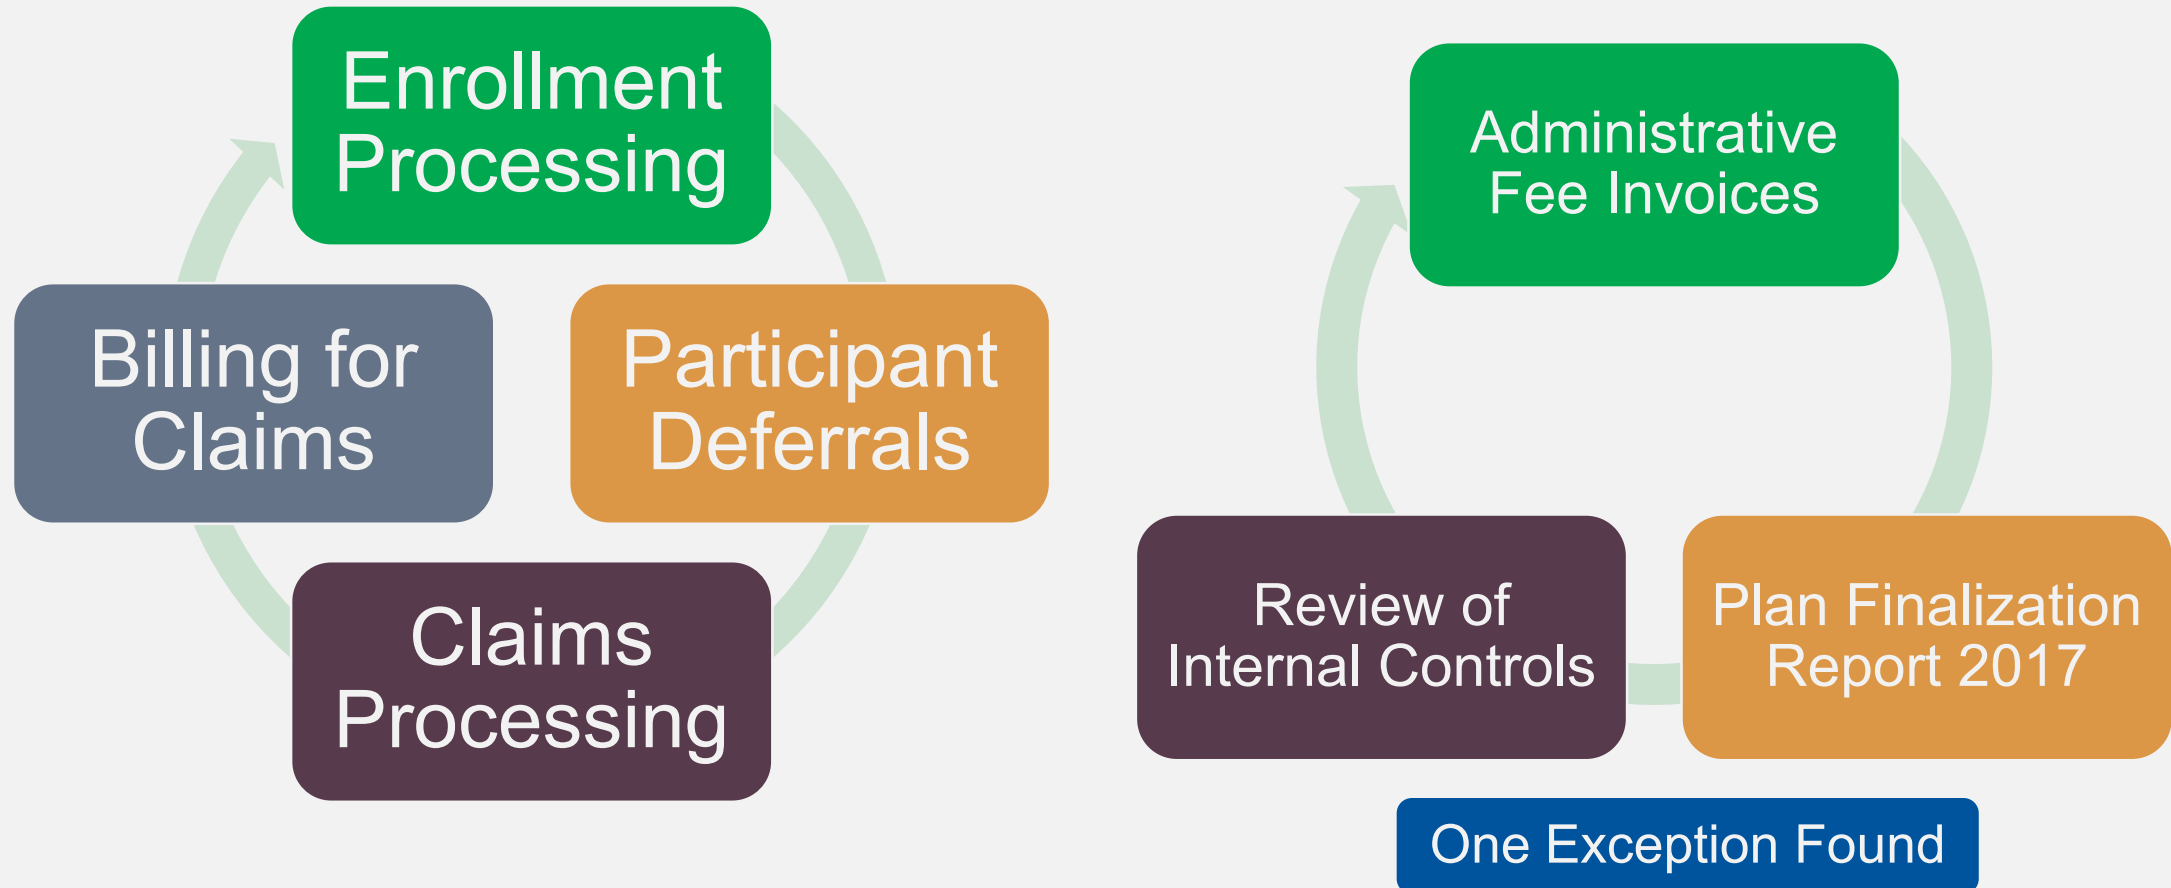 Enrollment
Processing
Participant
Deferrals
Claims
Processing
Billing for
Claims
Administrative
Fee Invoices
Plan Finalization
Report 2017
Review of
Internal Controls
One Exception Found